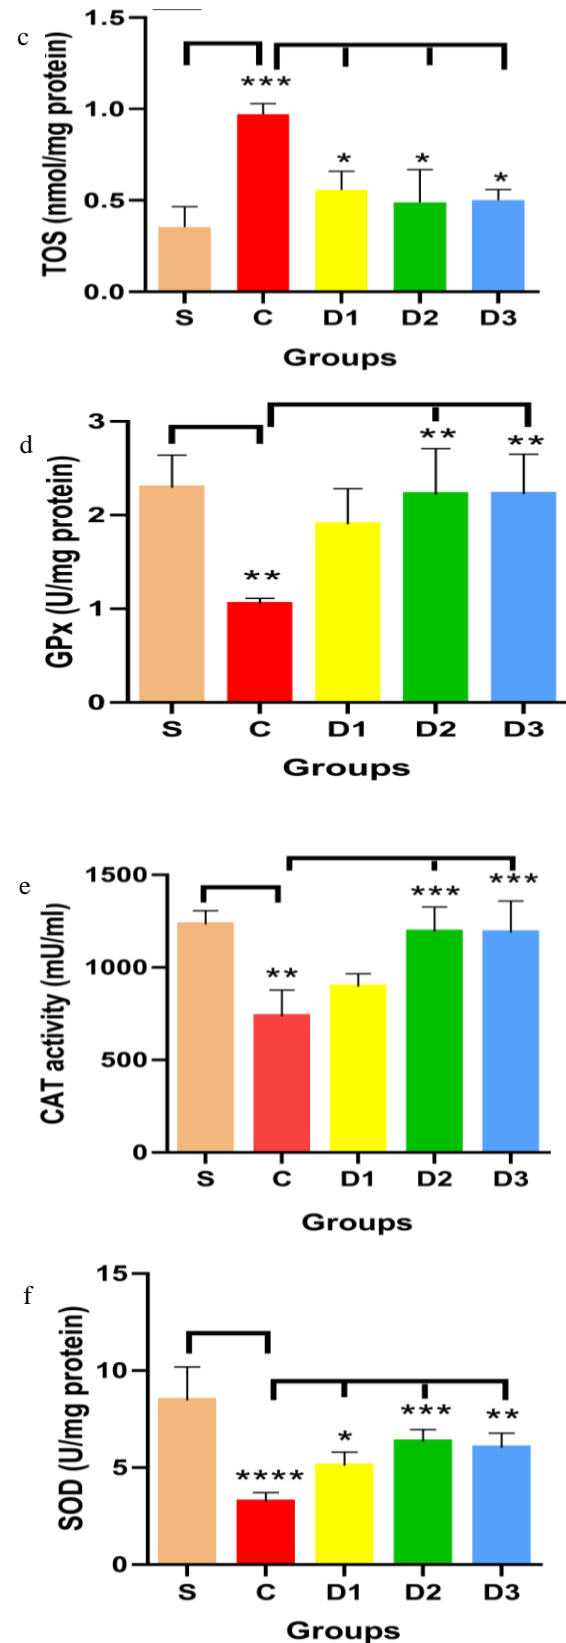 c
TOS (nmol/mg protein)
1.5
1.0
0.5
0.0
***
*
*
*
S C D1 D2 D3
Groups
d
GPx (U/mg protein)
3
2
1
0
**
**
**
S C D1 D2 D3
Groups
e
CAT activity (mU/ml)
1500
1000
500
0
**
***
***
S C D1 D2 D3
Groups
f
SOD (U/mg protein)
15
10
5
0
****
*
***
**
S C D1 D2 D3
Groups